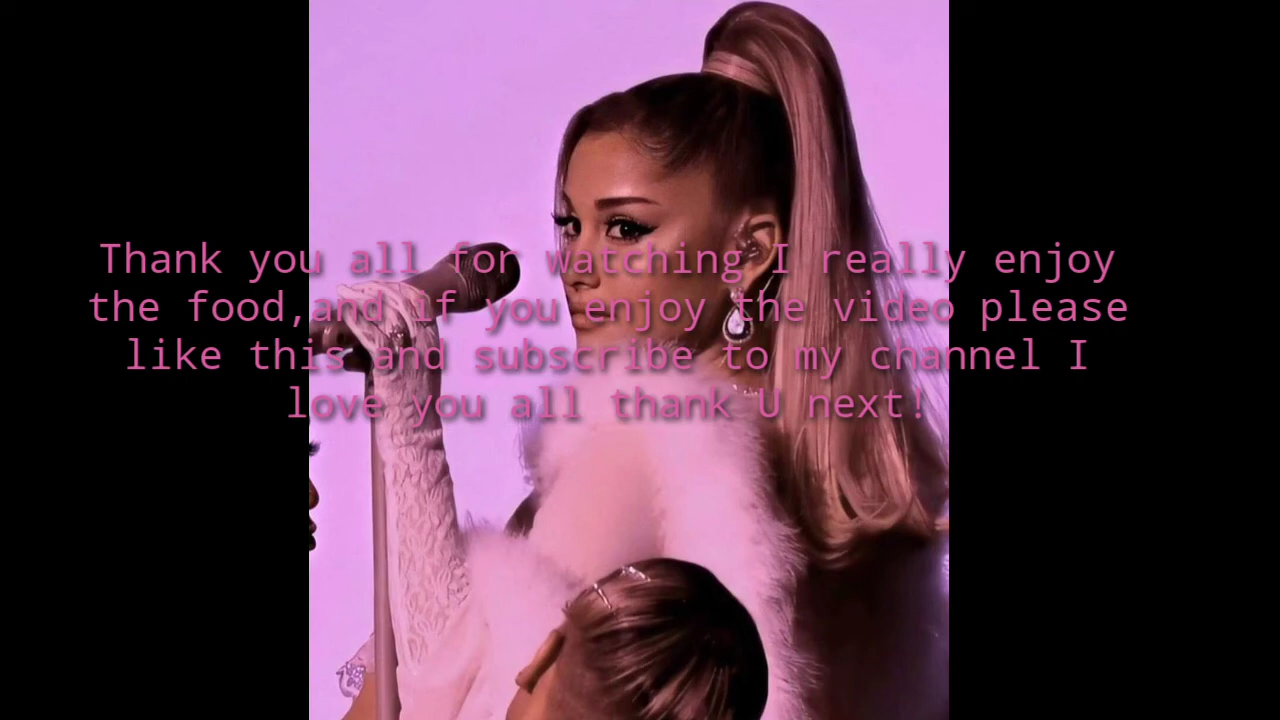 Thank you all for watching I really enjoy
the food,and if you enjoy the video please
like this and subscribe to my channel I
love you all thank U next!